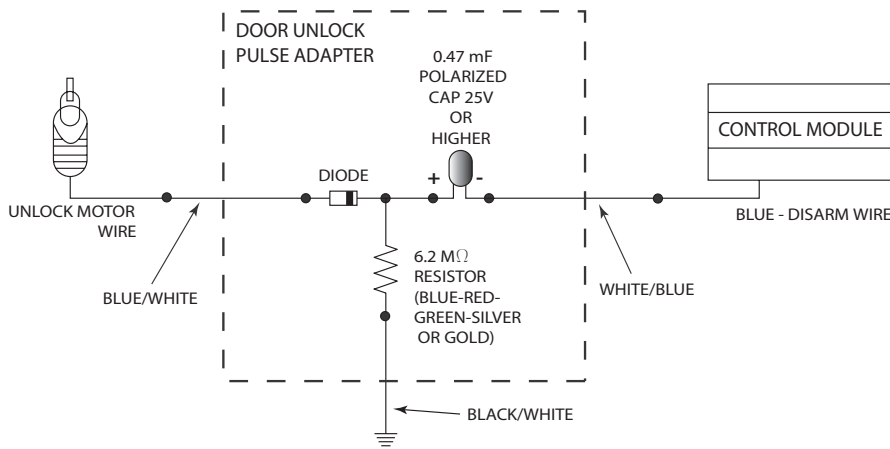 DOOR UNLOCK
PULSE ADAPTER
0.47 mF
POLARIZED
CAP 25V
OR
HIGHER
CONTROL MODULE
DIODE
+
-
UNLOCK MOTOR
WIRE
BLUE - DISARM WIRE
6.2 MΩ
RESISTOR
(BLUE-RED-
GREEN-SILVER
OR GOLD)
BLUE/WHITE
WHITE/BLUE
BLACK/WHITE